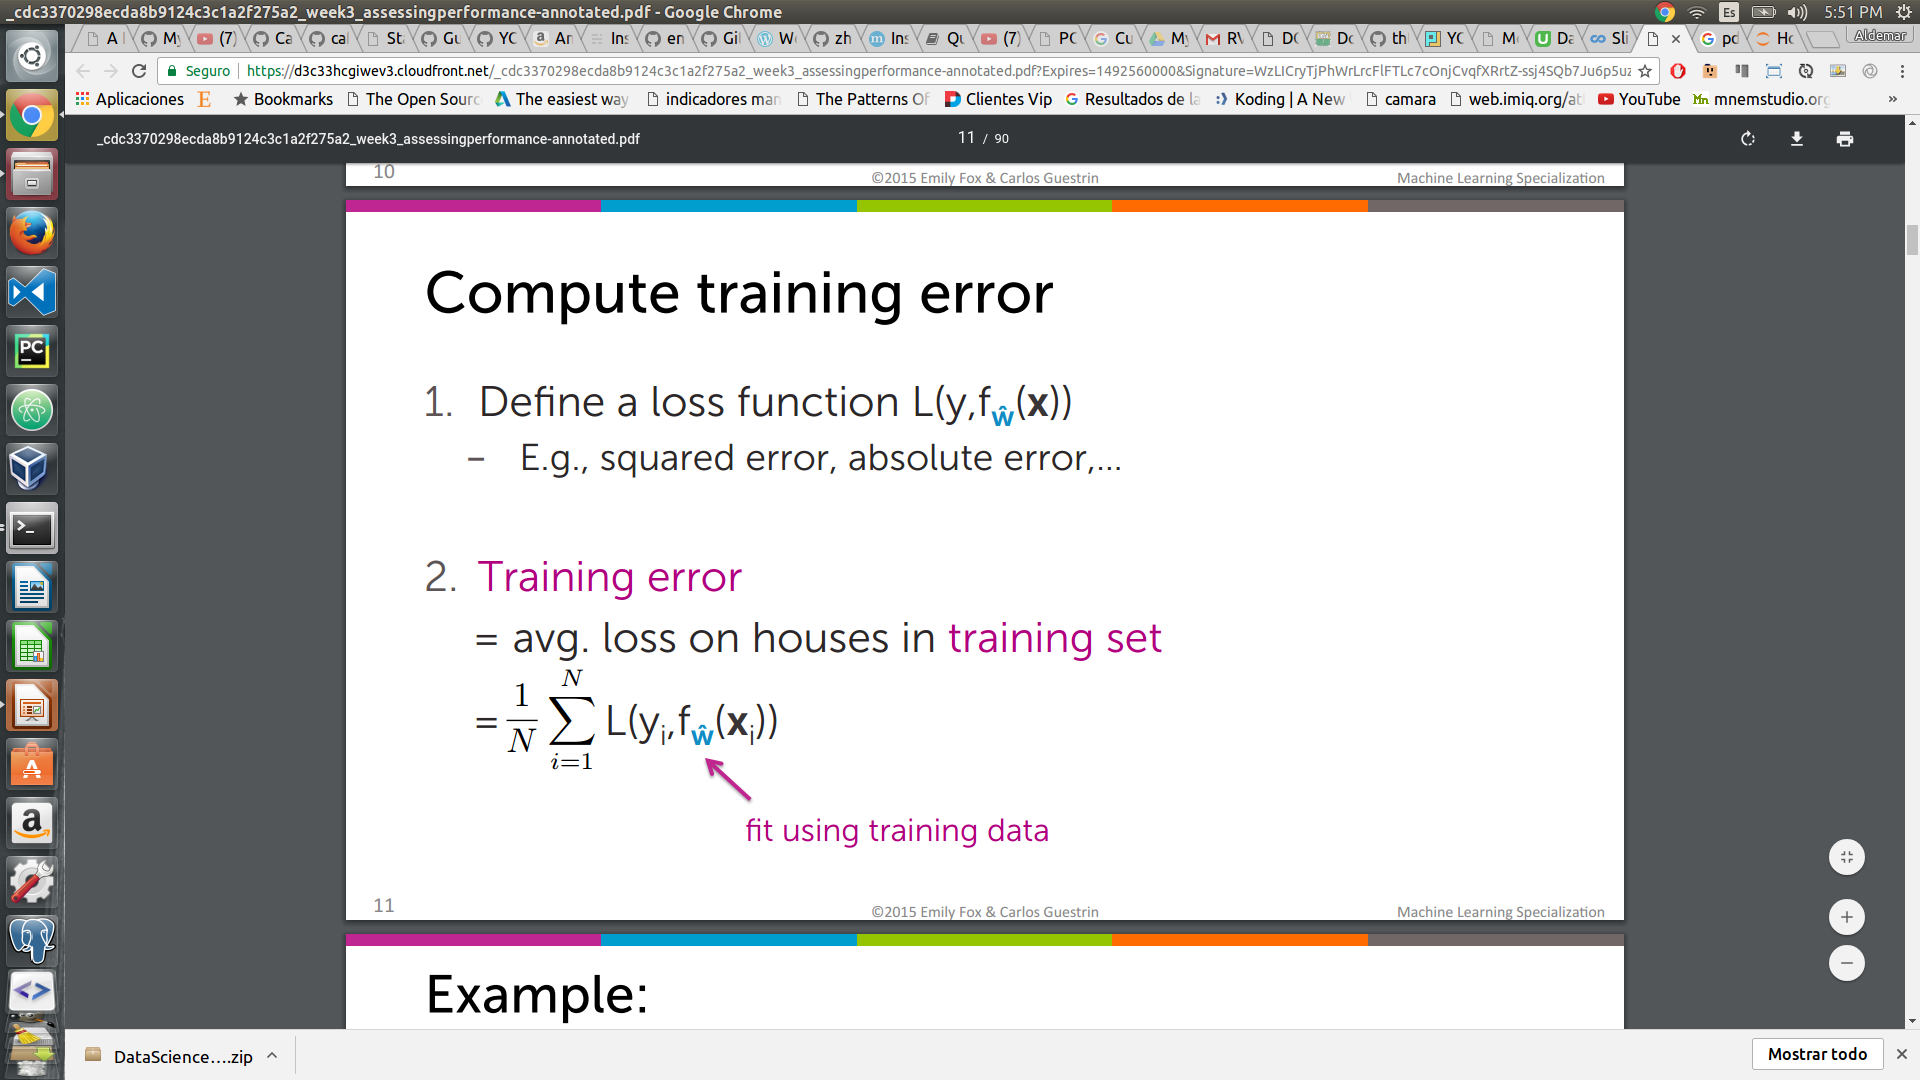 _cdc3370298ecda8b9124c3c1a2f275a2_week3_assessingperformance-annotated.pdf - Google Chrome
Es
5:51 PM
Aldemar
Seguro
https://d3c33hcgiwev3.cloudfront.net/_cdc3370298ecda8b9124c3c1a2f275a2_week3_assessingperformance-annotated.pdf?Expires=1492560000&Signature=
Aplicaciones
Bookmarks
The Open Sourc
The easiest way
indicadores man
The Patterns Of
Clientes Vip
Resultados de la
Koding | A New
camara
web.imiq.org/at
YouTube
mnemstudio.org
»
_cdc3370298ecda8b9124c3c1a2f275a2_week3_assessingperformance-annotated.pdf
11 / 90
10
©2015 Emily Fox & Carlos Guestrin
Machine Learning Specialization
Compute training error
1. Define a loss function L(y,fŵ(x))
– E.g., squared error, absolute error,...
2. Training error
= avg. loss on houses in training set
= 1/N ∑ i=1 N L(yi,fŵ(xi))
fit using training data
11
©2015 Emily Fox & Carlos Guestrin
Machine Learning Specialization
Example:
DataScience....zip
Mostrar todo